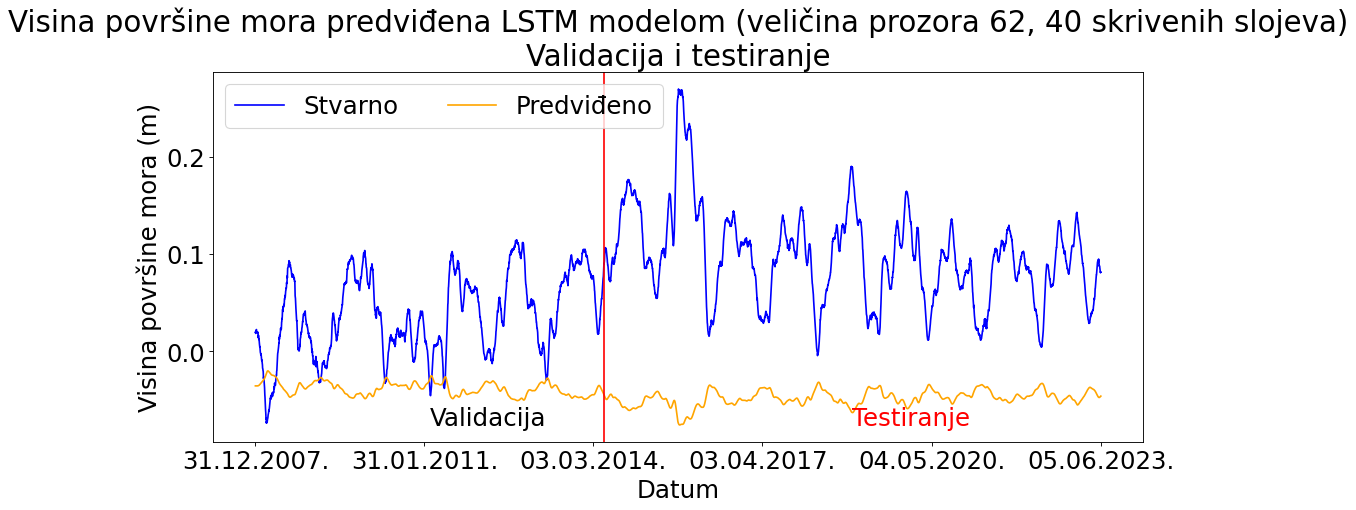 Visina površine mora predviđena LSTM modelom (veličina prozora 62, 40 skrivenih slojeva)
Validacija i testiranje
Stvarno
Predviđeno
Visina površine mora (m)
0.2
0.1
0.0
Validacija
Testiranje
31.12.2007.
31.01.2011.
03.03.2014.
03.04.2017.
04.05.2020.
05.06.2023.
Datum